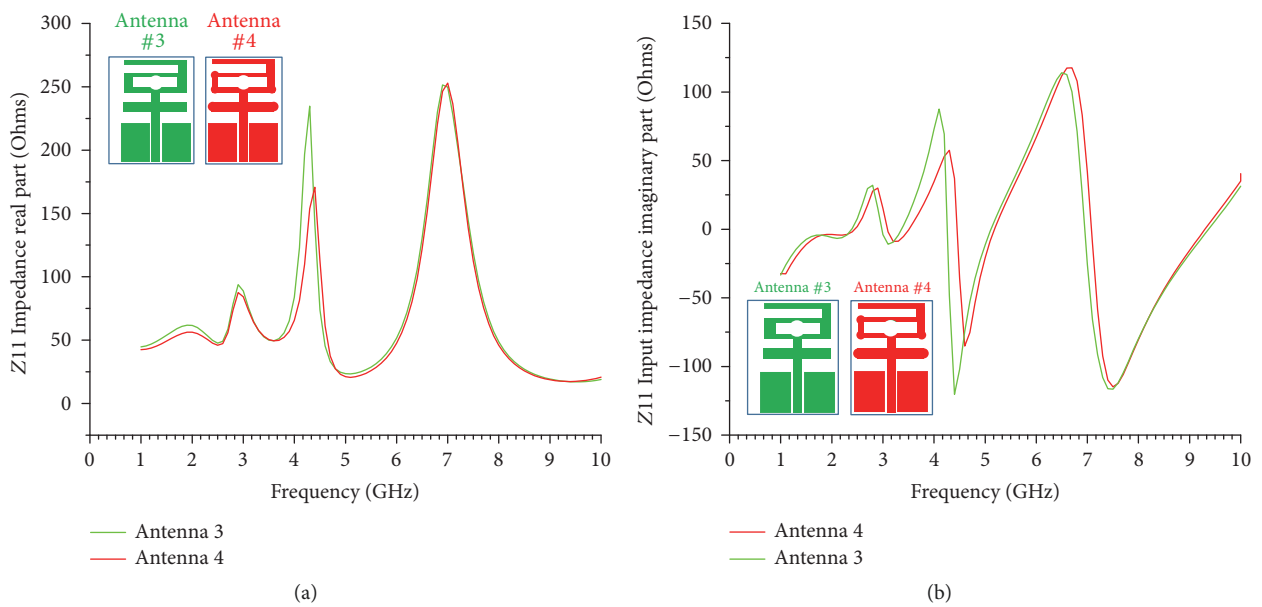 Antenna
#3
Antenna
#4
Z11 Impedance real part (Ohms)
300
250
200
150
100
50
0
0 1 2 3 4 5 6 7 8 9 10
Frequency (GHz)
Antenna 3
Antenna 4
(a)
Z11 Input impedance imaginary part (Ohms)
150
100
50
0
−50
−100
−150
Antenna #3
Antenna #4
0 1 2 3 4 5 6 7 8 9 10
Frequency (GHz)
Antenna 4
Antenna 3
(b)